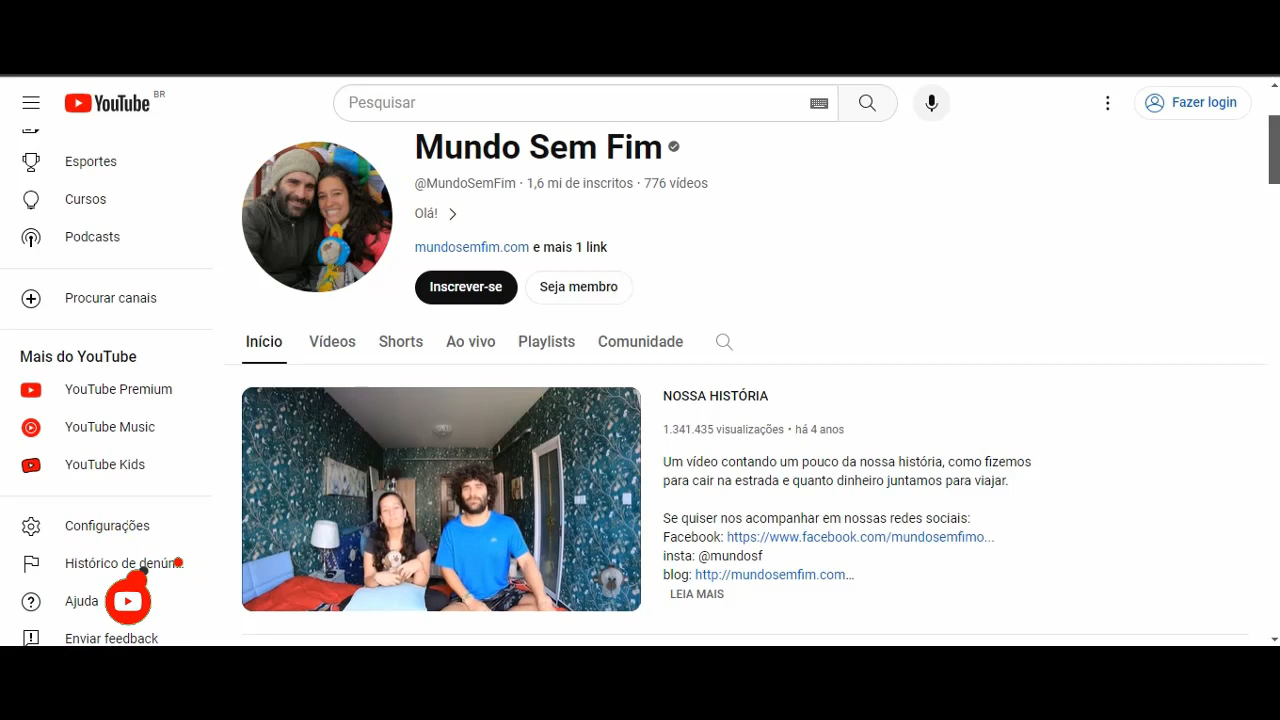 YouTube BR
Pesquisar
Fazer login
Esportes
Cursos
Podcasts
Procurar canais
Mais do YouTube
YouTube Premium
YouTube Music
YouTube Kids
Configurações
Histórico de denún...
Ajuda
Enviar feedback
Mundo Sem Fim
@MundoSemFim · 1,6 mi de inscritos · 776 vídeos
Olá!
mundosemfim.com e mais 1 link
Inscrever-se
Seja membro
Início
Vídeos
Shorts
Ao vivo
Playlists
Comunidade
NOSSA HISTÓRIA
1.341.435 visualizações • há 4 anos
Um vídeo contando um pouco da nossa história, como fizemos
para cair na estrada e quanto dinheiro juntamos para viajar.
Se quiser nos acompanhar em nossas redes sociais:
Facebook: https://www.facebook.com/mundosemfimo...
insta: @mundosf
blog: http://mundosemfim.com...
LEIA MAIS